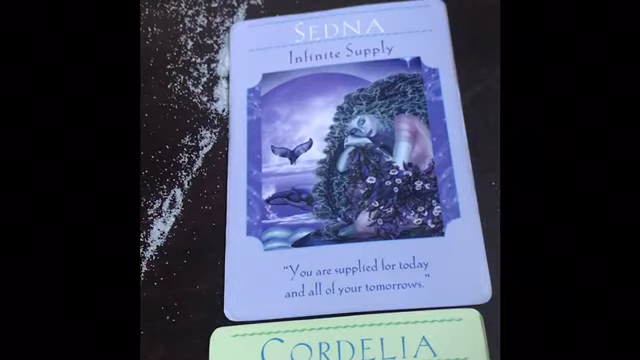 SEDNA
Infinite Supply
"You are supplied for today
and all of your tomorrows."
CORDELIA